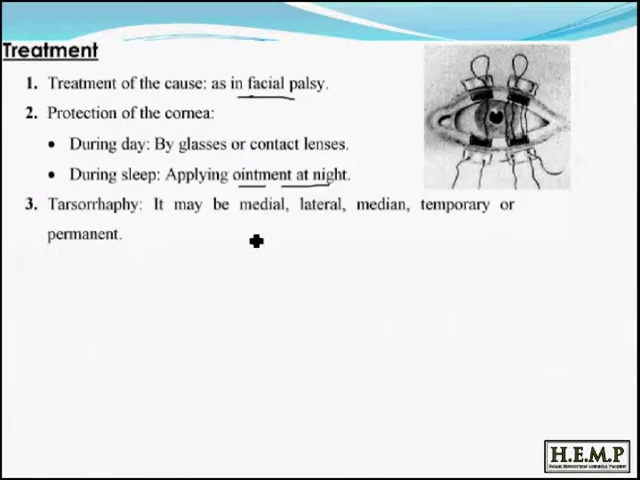 Treatment
1. Treatment of the cause: as in facial palsy.
2. Protection of the cornea:
• During day: By glasses or contact lenses.
• During sleep: Applying ointment at night.
3. Tarsorrhaphy: It may be medial, lateral, median, temporary or
permanent.
H.E.M.P